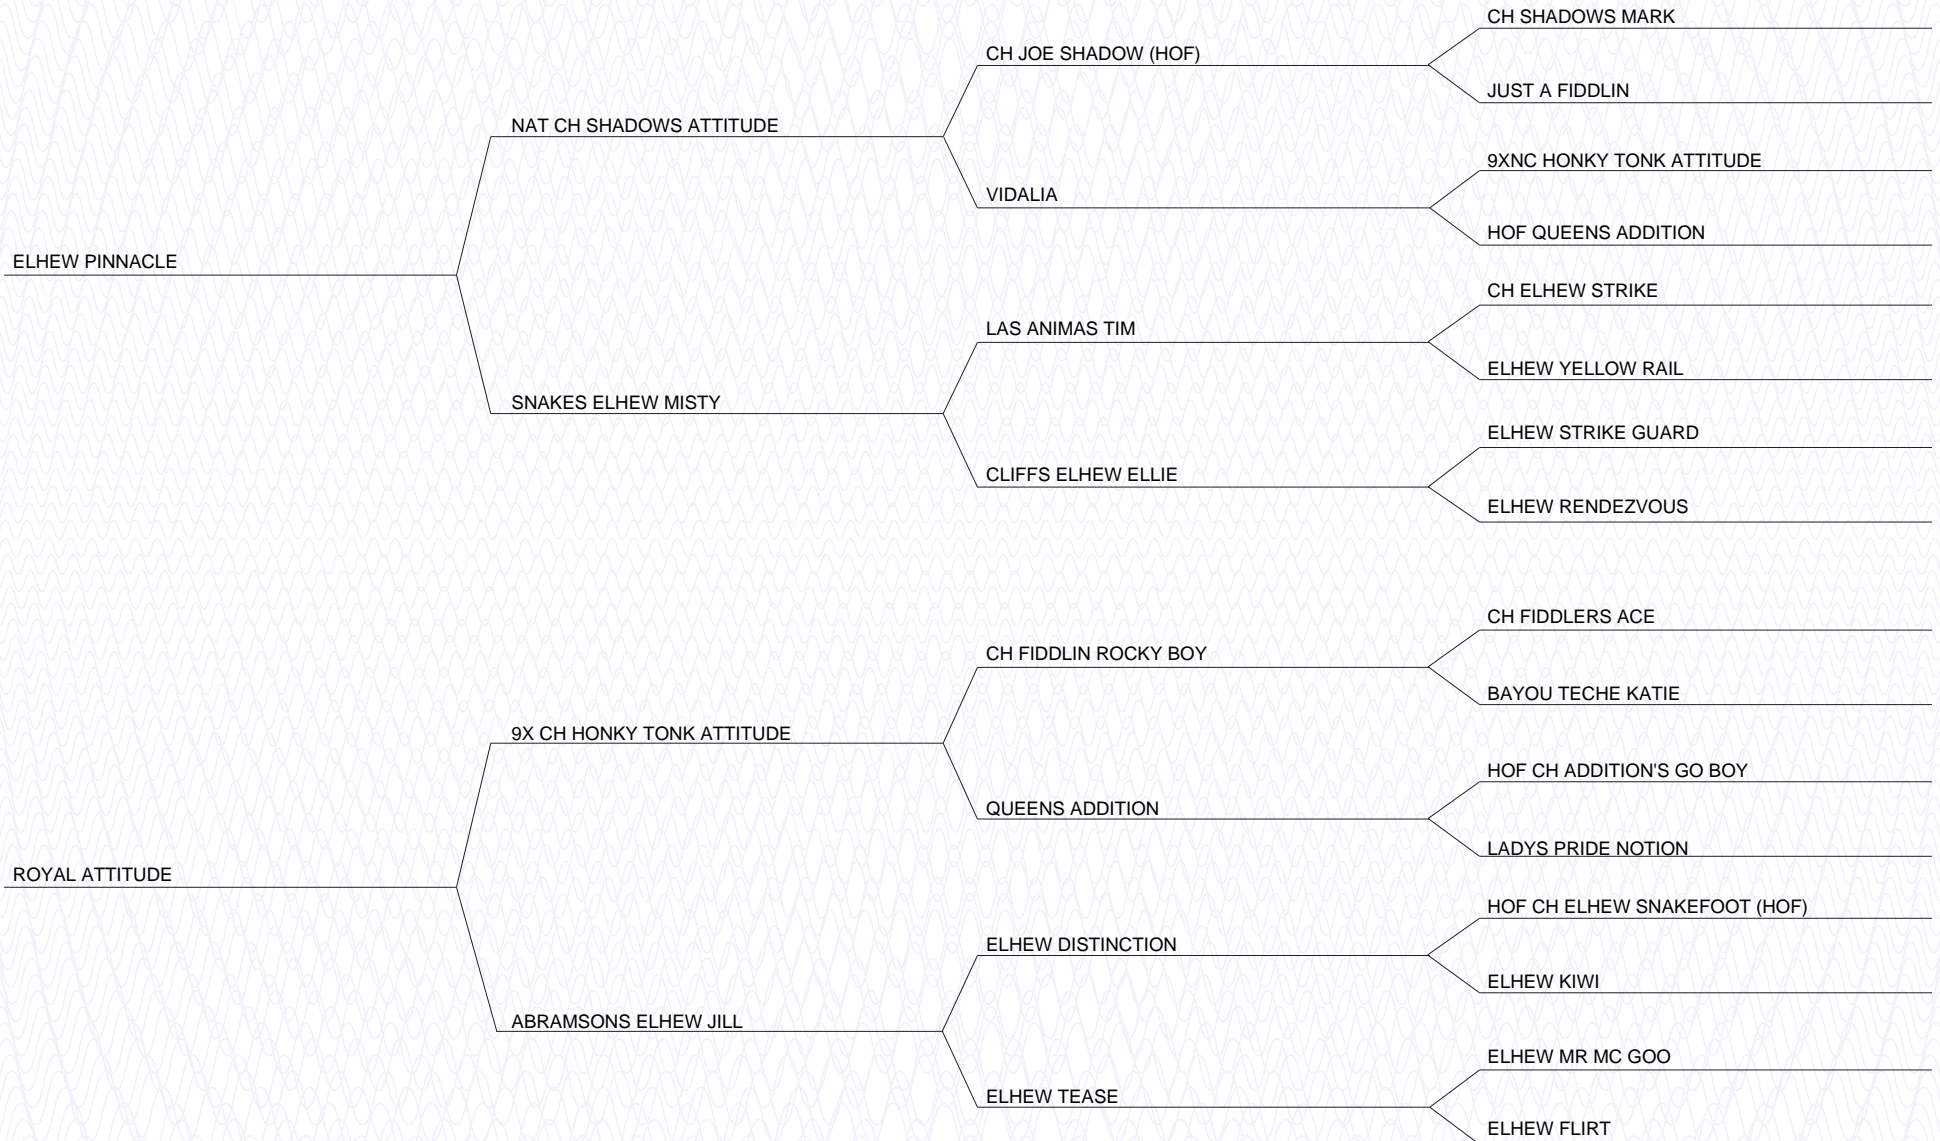 CH SHADOWS MARK
CH JOE SHADOW (HOF)
JUST A FIDDLIN
NAT CH SHADOWS ATTITUDE
9XNC HONKY TONK ATTITUDE
VIDALIA
HOF QUEENS ADDITION
ELHEW PINNACLE
CH ELHEW STRIKE
LAS ANIMAS TIM
ELHEW YELLOW RAIL
SNAKES ELHEW MISTY
ELHEW STRIKE GUARD
CLIFFS ELHEW ELLIE
ELHEW RENDEZVOUS
CH FIDDLERS ACE
CH FIDDLIN ROCKY BOY
BAYOU TECHE KATIE
9X CH HONKY TONK ATTITUDE
HOF CH ADDITION'S GO BOY
QUEENS ADDITION
LADYS PRIDE NOTION
ROYAL ATTITUDE
HOF CH ELHEW SNAKEFOOT (HOF)
ELHEW DISTINCTION
ELHEW KIWI
ABRAMSONS ELHEW JILL
ELHEW MR MC GOO
ELHEW TEASE
ELHEW FLIRT